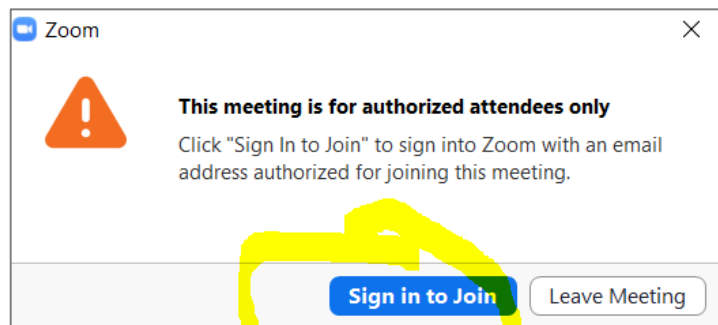 Zoom
This meeting is for authorized attendees only
Click "Sign In to Join" to sign into Zoom with an email
address authorized for joining this meeting.
Sign in to Join
Leave Meeting